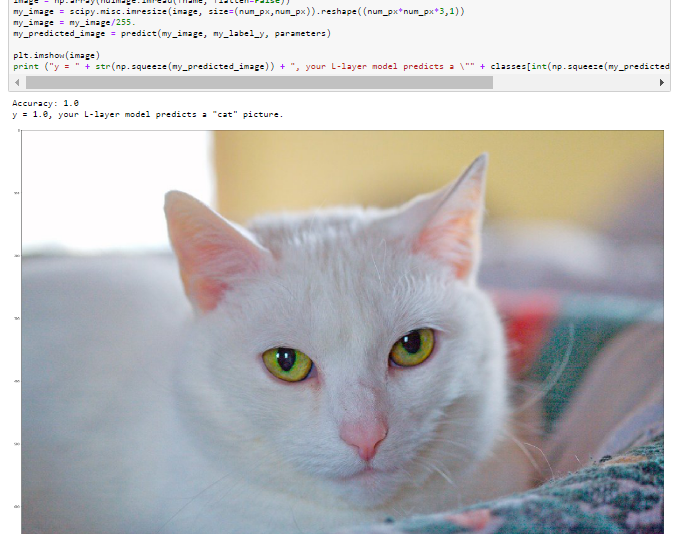 image = np.array(ndimage.imread(fname, flatten=False))
my_image = scipy.misc.imresize(image, size=(num_px,num_px)).reshape((num_px*num_px*3,1))
my_image = my_image/255.
my_predicted_image = predict(my_image, my_label_y, parameters)
plt.imshow(image)
print ("y = " + str(np.squeeze(my_predicted_image)) + ", your L-layer model predicts a \"" + classes[int(np.squeeze(my_predicted
Accuracy: 1.0
y = 1.0, your L-layer model predicts a "cat" picture.